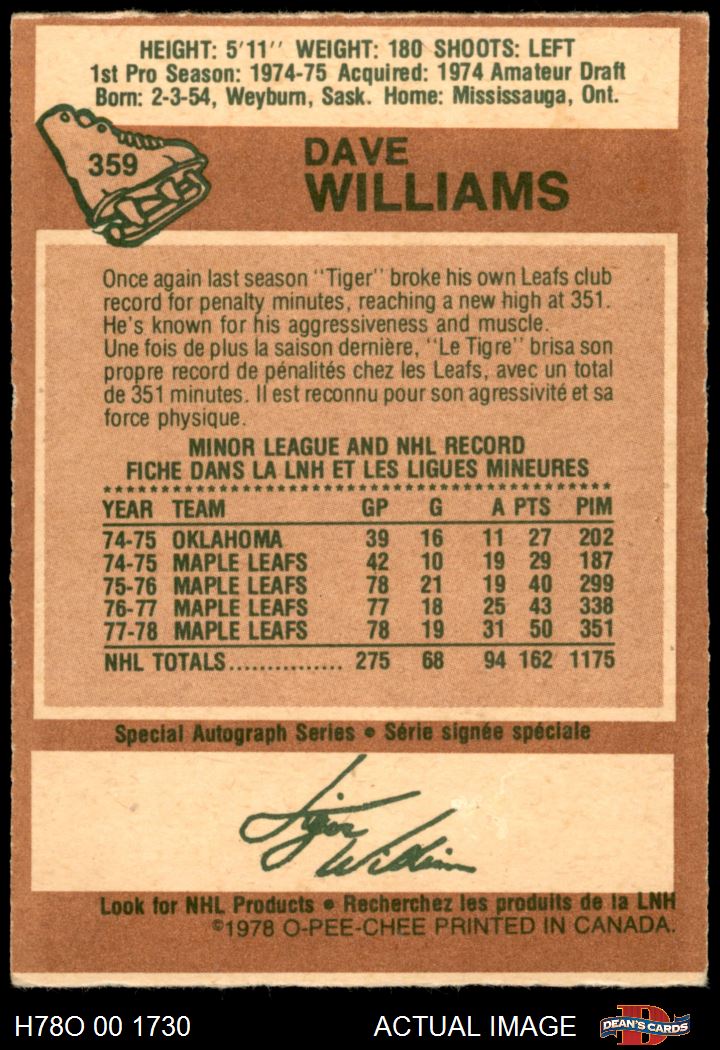 HEIGHT: 5'11'' WEIGHT: 180 SHOOTS: LEFT
1st Pro Season: 1974-75 Acquired: 1974 Amateur Draft
Born: 2-3-54, Weyburn, Sask. Home: Mississauga, Ont.
359
DAVE
WILLIAMS
Once again last season ''Tiger'' broke his own Leafs club
record for penalty minutes, reaching a new high at 351.
He's known for his aggressiveness and muscle.
Une fois de plus la saison dernière, ''Le Tigre'' brisa son
propre record de pénalités chez les Leafs, avec un total
de 351 minutes. Il est reconnu pour son agressivité et sa
force physique.
MINOR LEAGUE AND NHL RECORD
FICHE DANS LA LNH ET LES LIGUES MINEURES
YEAR TEAM GP G A PTS PIM
74-75 OKLAHOMA 39 16 11 27 202
74-75 MAPLE LEAFS 42 10 19 29 187
75-76 MAPLE LEAFS 78 21 19 40 299
76-77 MAPLE LEAFS 77 18 25 43 338
77-78 MAPLE LEAFS 78 19 31 50 351
NHL TOTALS............... 275 68 94 162 1175
Special Autograph Series • Série signée spéciale
Tiger
Williams
Look for NHL Products • Recherchez les produits de la LNH
©1978 O-PEE-CHEE PRINTED IN CANADA.
H78O 00 1730 ACTUAL IMAGE D DEAN'S CARDS